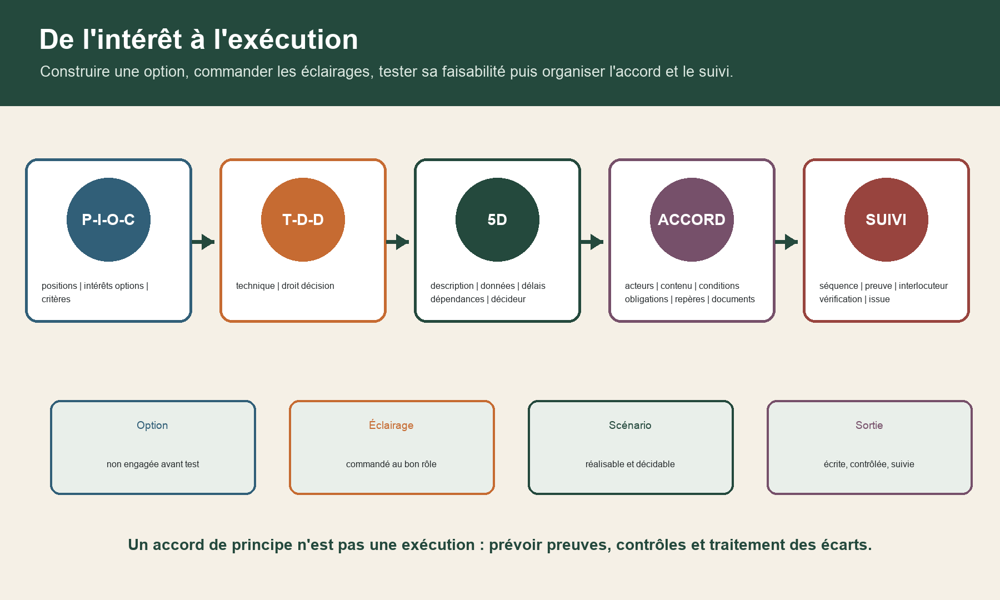 De l'intérêt à l'exécution
Construire une option, commander les éclairages, tester sa faisabilité puis organiser l'accord et le suivi.
P-I-O-C
positions | intérêts options |
critères
T-D-D
technique | droit décision
5D
description | données | délais
dépendances | décideur
ACCORD
acteurs | contenu | conditions
obligations | repères | documents
SUIVI
séquence | preuve | interlocuteur
vérification | issue
Option
non engagée avant test
Éclairage
commandé au bon rôle
Scénario
réalisable et décidable
Sortie
écrite, contrôlée, suivie
Un accord de principe n'est pas une exécution : prévoir preuves, contrôles et traitement des écarts.